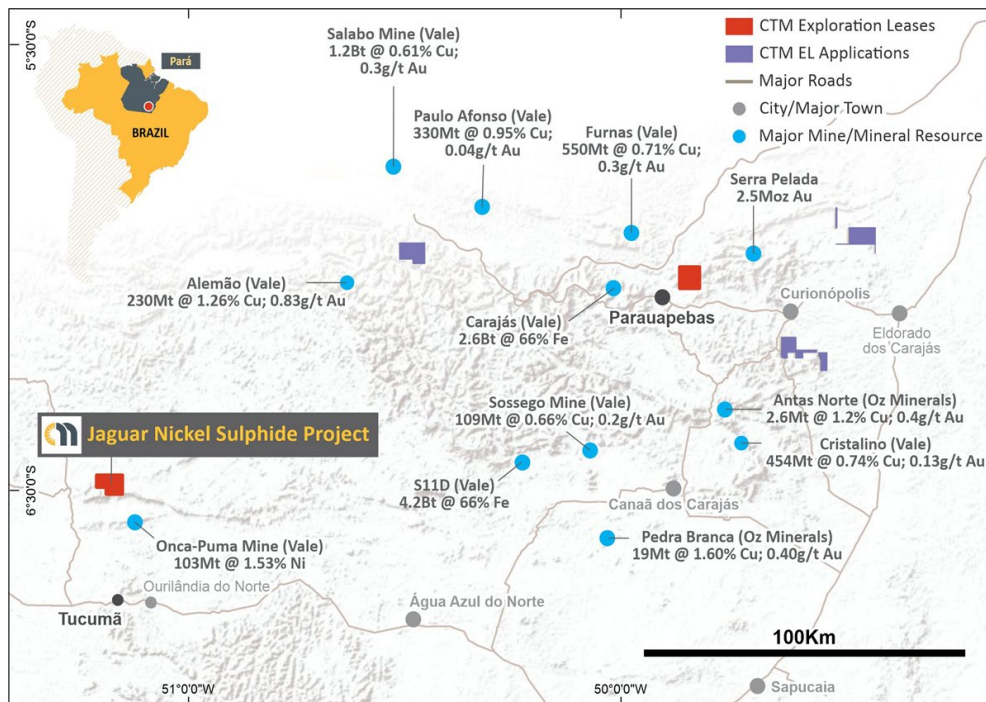 5°30'0"S
Pará
BRAZIL
Salabo Mine (Vale)
1.2Bt @ 0.61% Cu;
0.3g/t Au
CTM Exploration Leases
CTM EL Applications
Major Roads
City/Major Town
Major Mine/Mineral Resource
Paulo Afonso (Vale)
330Mt @ 0.95% Cu;
0.04g/t Au
Furnas (Vale)
550Mt @ 0.71% Cu;
0.3g/t Au
Serra Pelada
2.5Moz Au
Alemão (Vale)
230Mt @ 1.26% Cu; 0.83g/t Au
Carajás (Vale)
2.6Bt @ 66% Fe
Parauapebas
Curionópolis
Eldorado
dos Carajás
Jaguar Nickel Sulphide Project
Sossego Mine (Vale)
109Mt @ 0.66% Cu; 0.2g/t Au
Antas Norte (Oz Minerals)
2.6Mt @ 1.2% Cu; 0.4g/t Au
Cristalino (Vale)
454Mt @ 0.74% Cu; 0.13g/t Au
S11D (Vale)
4.2Bt @ 66% Fe
6°30'0"S
Canaã dos Carajás
Onca-Puma Mine (Vale)
103Mt @ 1.53% Ni
Pedra Branca (Oz Minerals)
19Mt @ 1.60% Cu; 0.40g/t Au
Ourilândia do Norte
Tucumã
Água Azul do Norte
100Km
51°0'0"W
50°0'0"W
Sapucaia